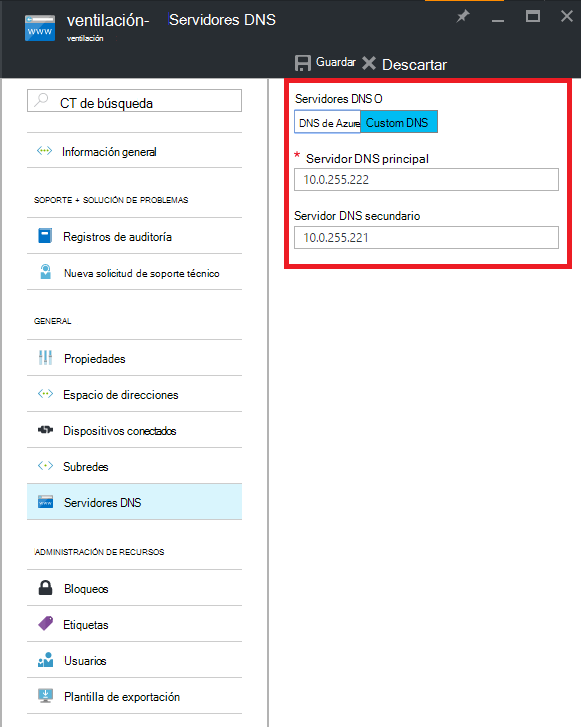 ventilación- Servidores DNS
ventilación
www
Guardar Descartar
CT de búsqueda
Información general
SOPORTE + SOLUCIÓN DE PROBLEMAS
Registros de auditoría
Nueva solicitud de soporte técnico
GENERAL
Propiedades
Espacio de direcciones
Dispositivos conectados
Subredes
www
Servidores DNS
ADMINISTRACIÓN DE RECURSOS
Bloqueos
Etiquetas
Usuarios
Plantilla de exportación
Servidores DNS O
DNS de Azure Custom DNS
* Servidor DNS principal
10.0.255.222
Servidor DNS secundario
10.0.255.221